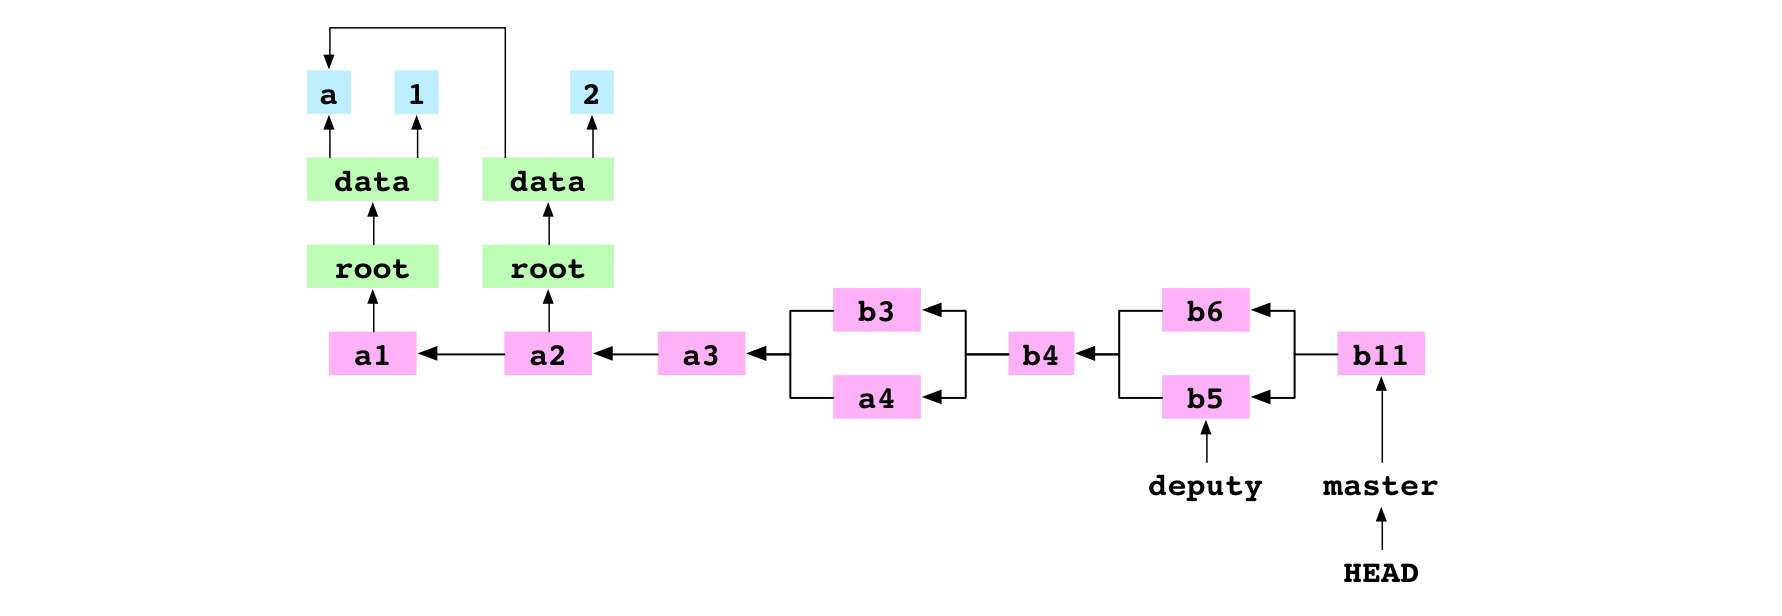 a 1 2
data data
root root
b3 b6
a1 a2 a3 b4 b11
a4 b5
deputy master
HEAD